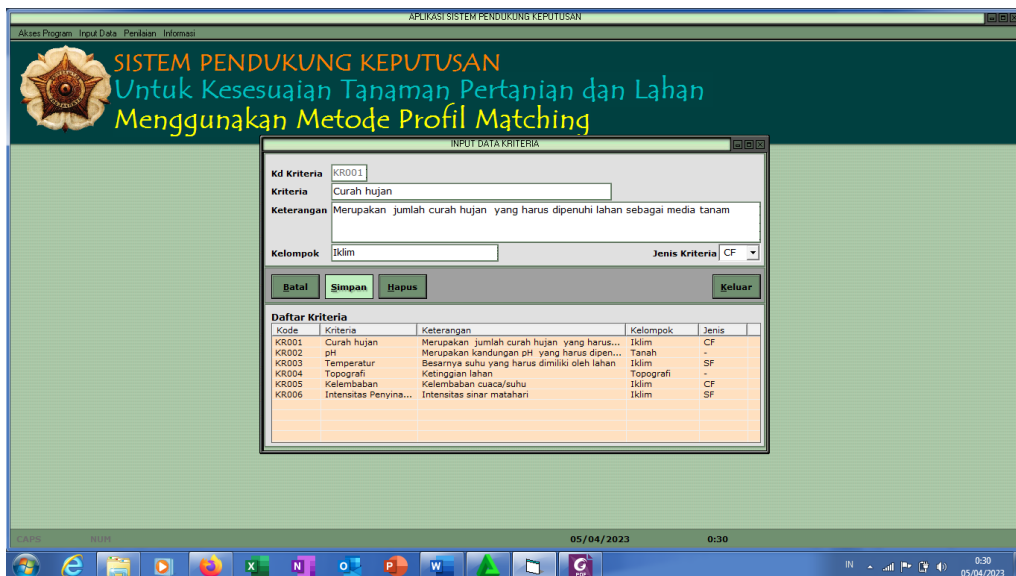 APLIKASI SISTEM PENDUKUNG KEPUTUSAN
Akses Program Input Data Penilaian Informasi
SISTEM PENDUKUNG KEPUTUSAN
Untuk Kesesuaian Tanaman Pertanian dan Lahan
Menggunakan Metode Profil Matching
INPUT DATA KRITERIA
Kd Kriteria KR001
Kriteria Curah hujan
Keterangan Merupakan jumlah curah hujan yang harus dipenuhi lahan sebagai media tanam
Kelompok Iklim Jenis Kriteria CF
Batal Simpan Hapus Keluar
Daftar Kriteria
Kode Kriteria Keterangan Kelompok Jenis
KR001 Curah hujan Merupakan jumlah curah hujan yang harus... Iklim CF
KR002 pH Merupakan kandungan pH yang harus dipen... Tanah -
KR003 Temperatur Besarnya suhu yang harus dimiliki oleh lahan Iklim SF
KR004 Topografi Ketinggian lahan Topografi -
KR005 Kelembaban Kelembaban cuaca/suhu Iklim CF
KR006 Intensitas Penyina... Intensitas sinar matahari Iklim SF
CAPS NUM 05/04/2023 0:30
IN 0:30
05/04/2023